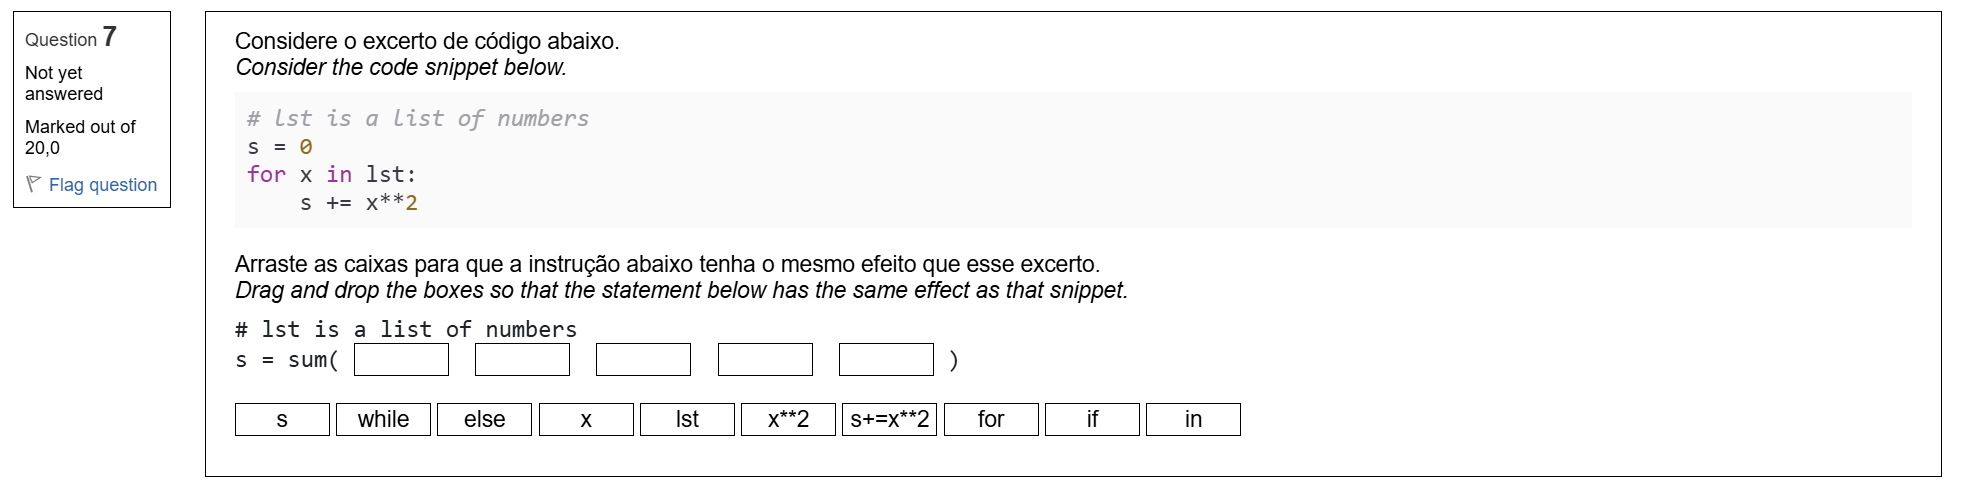 Question 7
Not yet
answered
Marked out of
20,0
Flag question
Considere o excerto de código abaixo.
Consider the code snippet below.
# lst is a list of numbers
s = 0
for x in lst:
    s += x**2
Arraste as caixas para que a instrução abaixo tenha o mesmo efeito que esse excerto.
Drag and drop the boxes so that the statement below has the same effect as that snippet.
# lst is a list of numbers
s = sum( )
s while else x lst x**2 s+=x**2 for if in